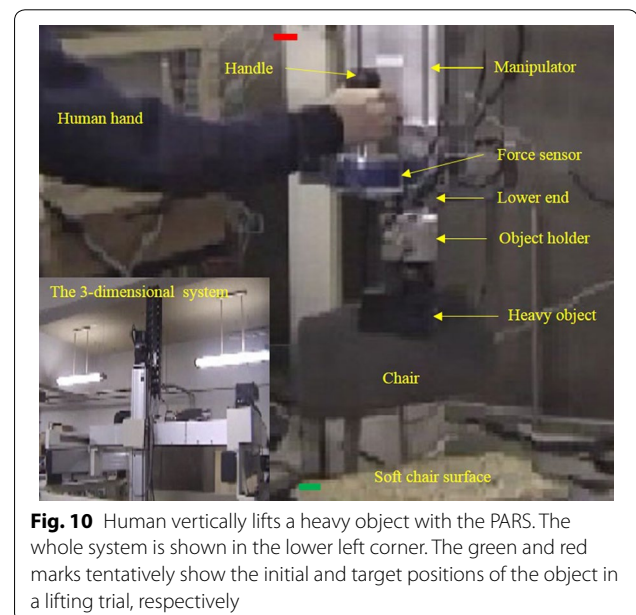 Handle
Manipulator
Human hand
Force sensor
Lower end
Object holder
The 3-dimensional system
Heavy object
Chair
Soft chair surface
Fig. 10 Human vertically lifts a heavy object with the PARS. The
whole system is shown in the lower left corner. The green and red
marks tentatively show the initial and target positions of the object in
a lifting trial, respectively